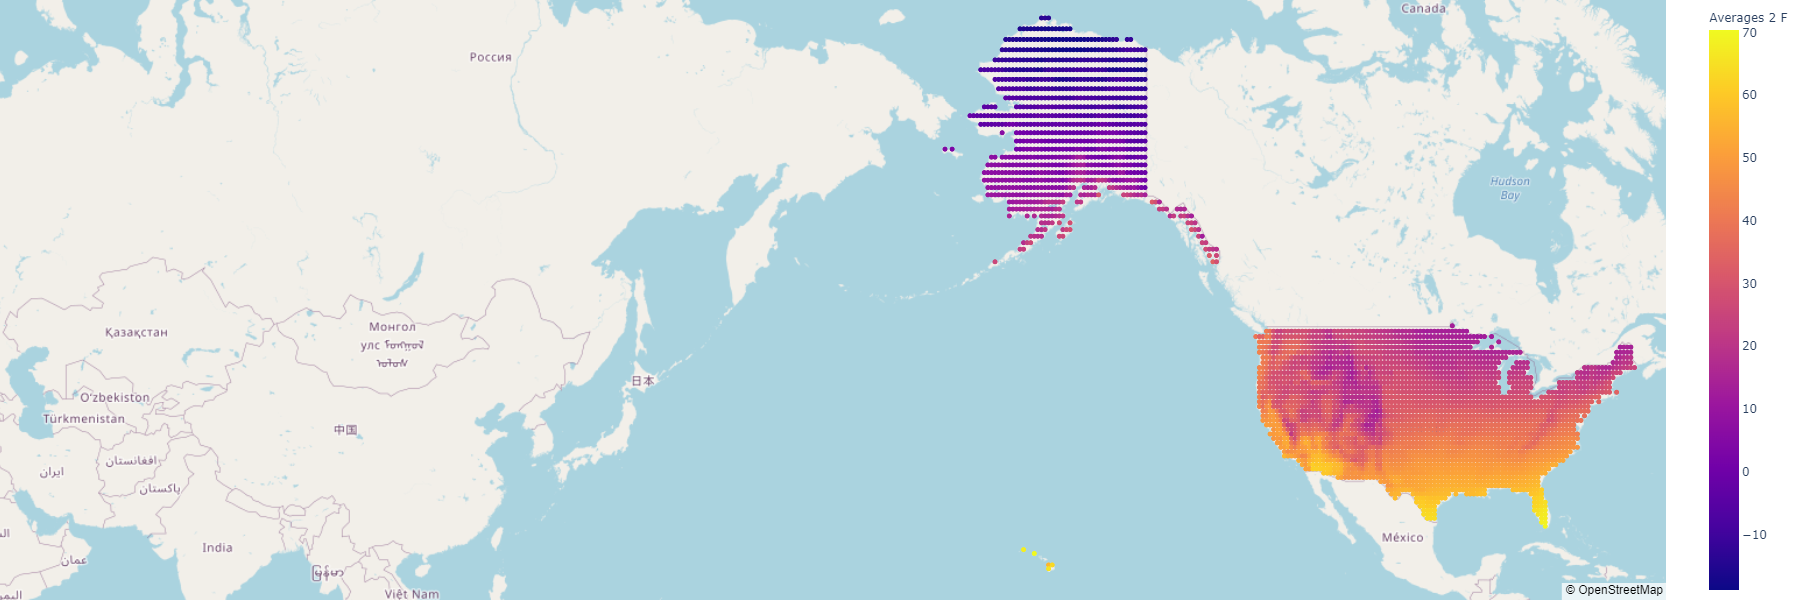 Canada
Averages 2 F
70
Россия
60
50
Hudson
Bay
40
30
Қазақстан
Монгол
улс
20
日本
O'zbekiston
Türkmenistan
10
中国
ایران
افغانستان
پاکستان
0
México
−10
India
عمان
Việt Nam
© OpenStreetMap